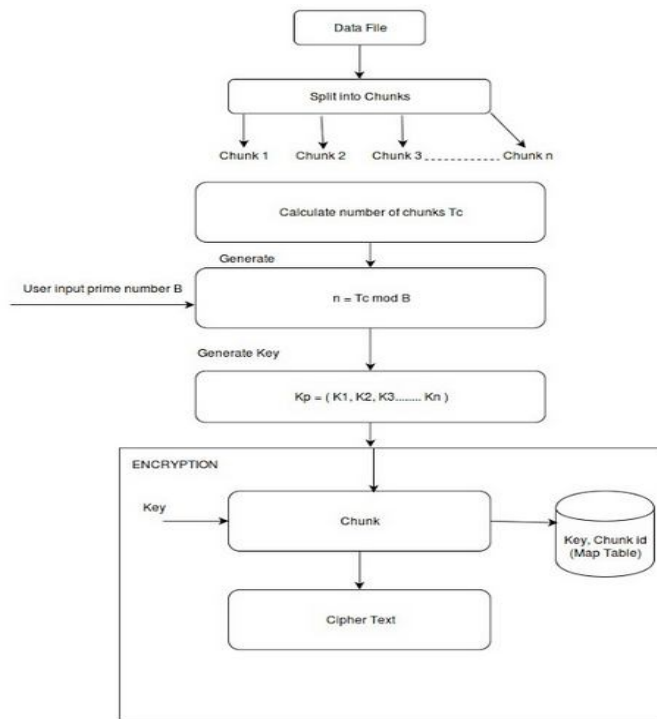 Data File
Split into Chunks
Chunk 1 Chunk 2 Chunk 3 Chunk n
Calculate number of chunks Tc
Generate
User input prime number B
n = Tc mod B
Generate Key
Kp = ( K1, K2, K3........ Kn )
ENCRYPTION
Key
Chunk
Key, Chunk id
(Map Table)
Cipher Text